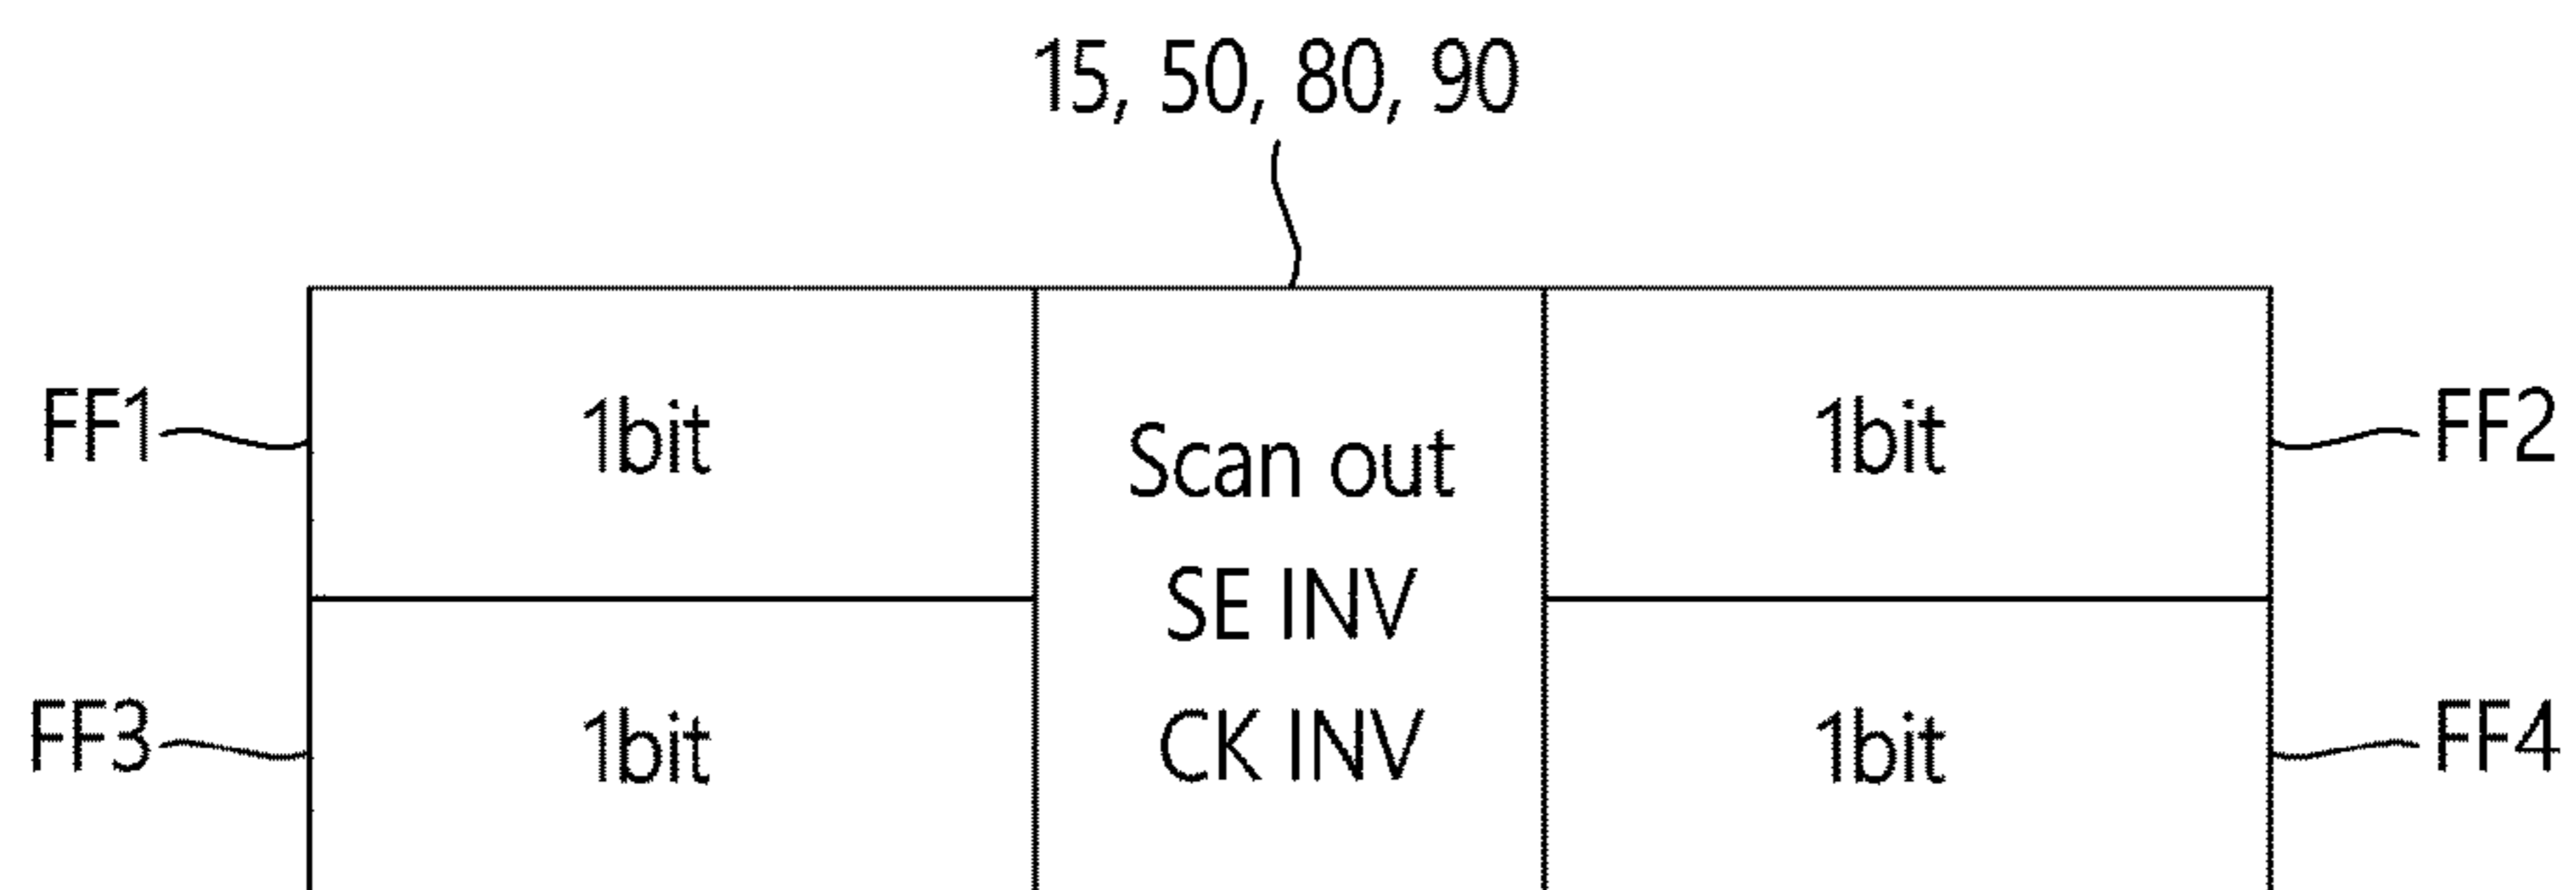 15, 50, 80, 90
FF1
1bit
Scan out
1bit
FF2
SE INV
FF3
1bit
CK INV
1bit
FF4